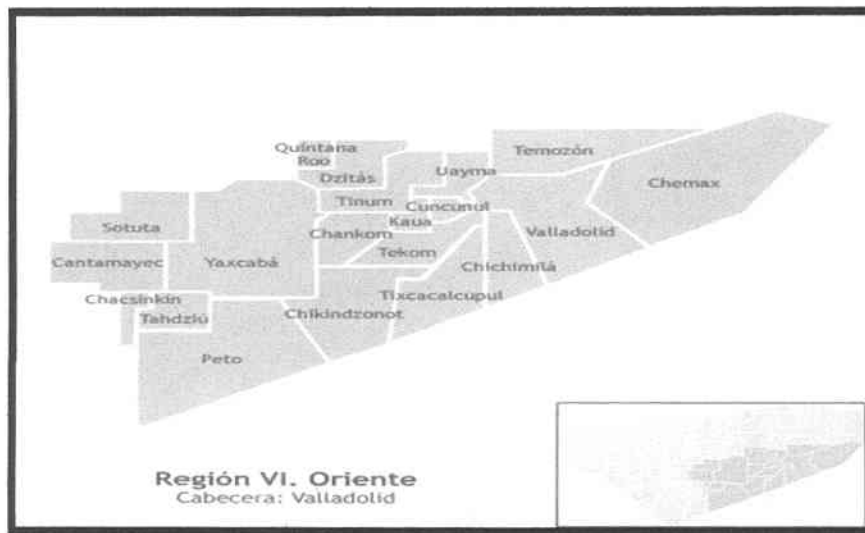 Quintana
Roo
Dzitás
Uayma
Temozón
Chemax
Tinum
Cuncunul
Kaua
Sotuta
Chankom
Valladolid
Cantamayec
Yaxcabá
Tekom
Chichimilá
Chacsinkin
Tixcacalcupul
Tahdziú
Chikindzonot
Peto
Región VI. Oriente
Cabecera: Valladolid